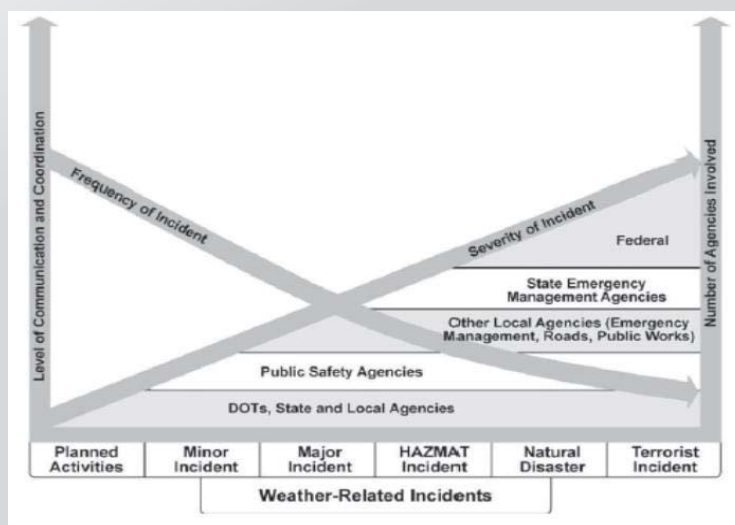 Level of Communication and Coordination
Number of Agencies Involved
Frequency of Incident
Severity of Incident
Federal
State Emergency
Management Agencies
Other Local Agencies (Emergency
Management, Roads, Public Works)
Public Safety Agencies
DOTs, State and Local Agencies
Planned
Activities
Minor
Incident
Major
Incident
HAZMAT
Incident
Natural
Disaster
Terrorist
Incident
Weather-Related Incidents